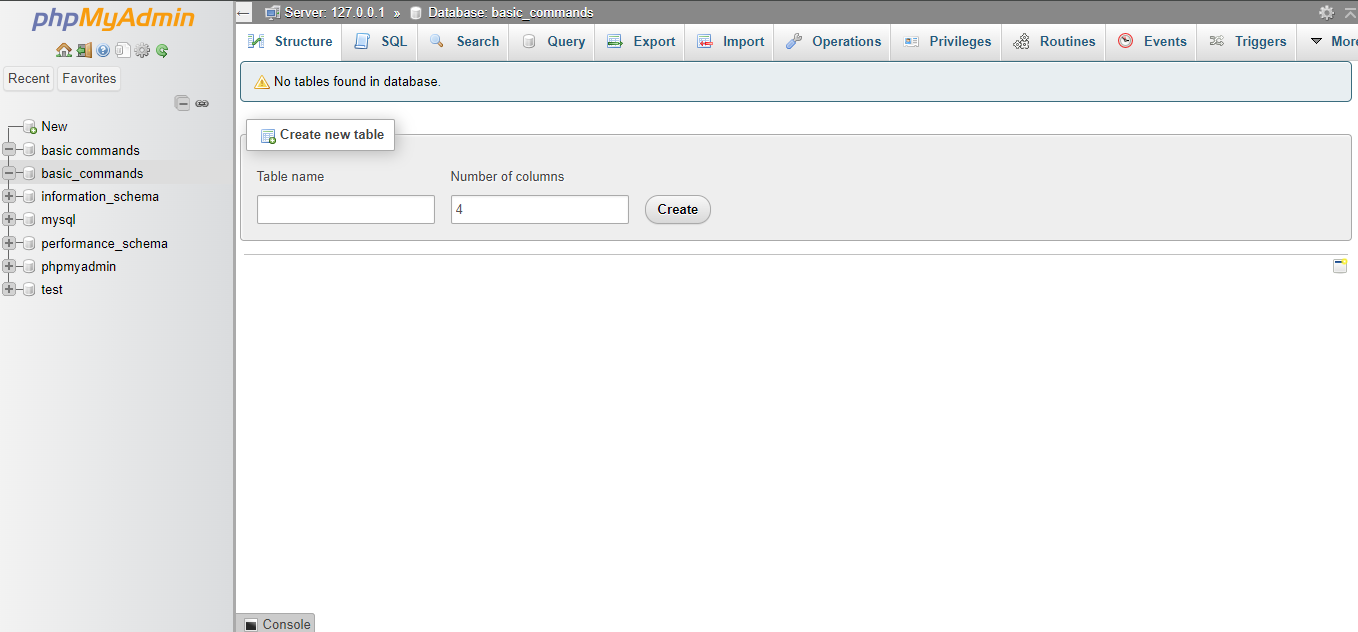 phpMyAdmin
Recent Favorites
New
basic commands
basic_commands
information_schema
mysql
performance_schema
phpmyadmin
test
Server: 127.0.0.1 » Database: basic_commands
Structure SQL Search Query Export Import Operations Privileges Routines Events Triggers More
No tables found in database.
Create new table
Table name Number of columns
4 Create
Console